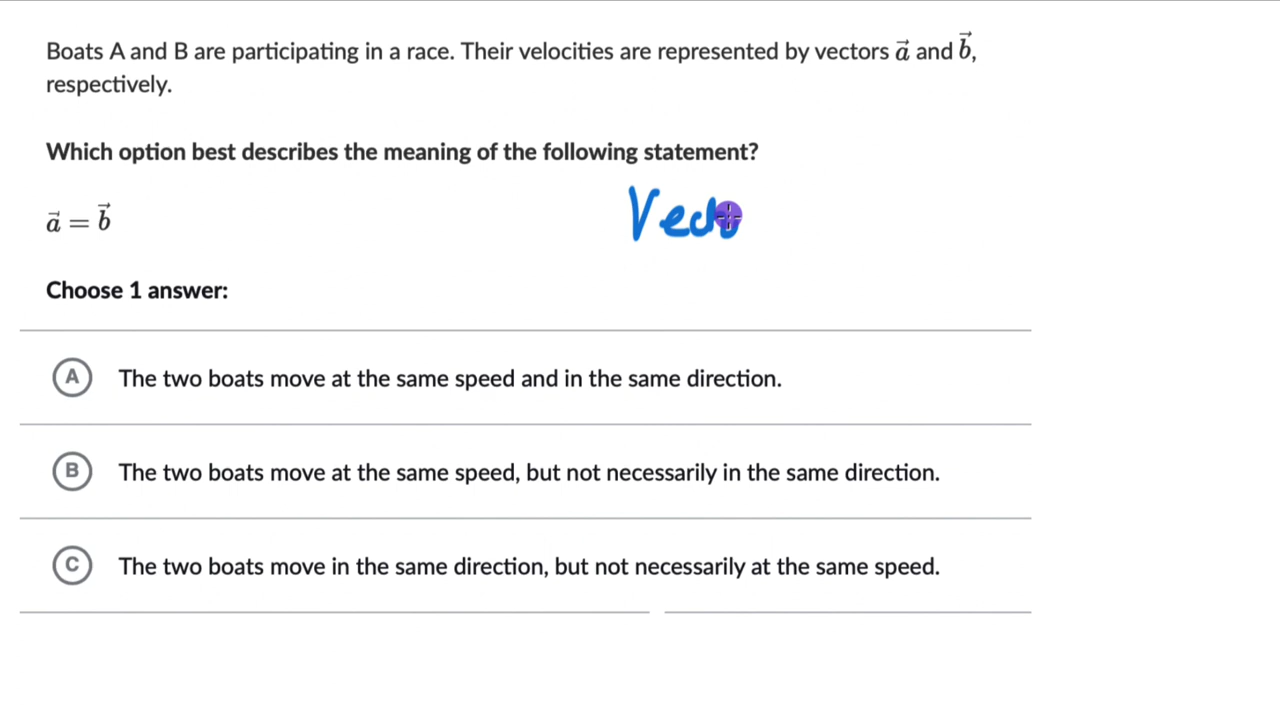 Boats A and B are participating in a race. Their velocities are represented by vectors a⃗ and b⃗,
respectively.
Which option best describes the meaning of the following statement?
a⃗ = b⃗
Choose 1 answer:
A The two boats move at the same speed and in the same direction.
B The two boats move at the same speed, but not necessarily in the same direction.
C The two boats move in the same direction, but not necessarily at the same speed.